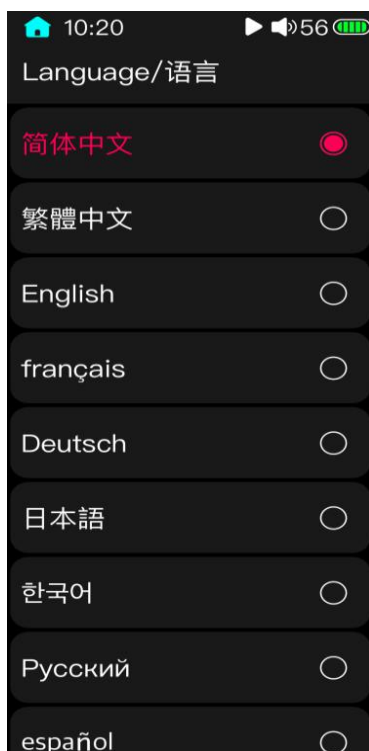 10:20 56
Language/语言
简体中文
繁體中文
English
français
Deutsch
日本語
한국어
Русский
español